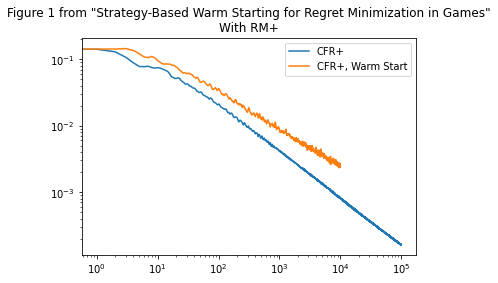 Figure 1 from "Strategy-Based Warm Starting for Regret Minimization in Games"
With RM+
CFR+
CFR+, Warm Start
10⁻¹
10⁻²
10⁻³
10⁰ 10¹ 10² 10³ 10⁴ 10⁵